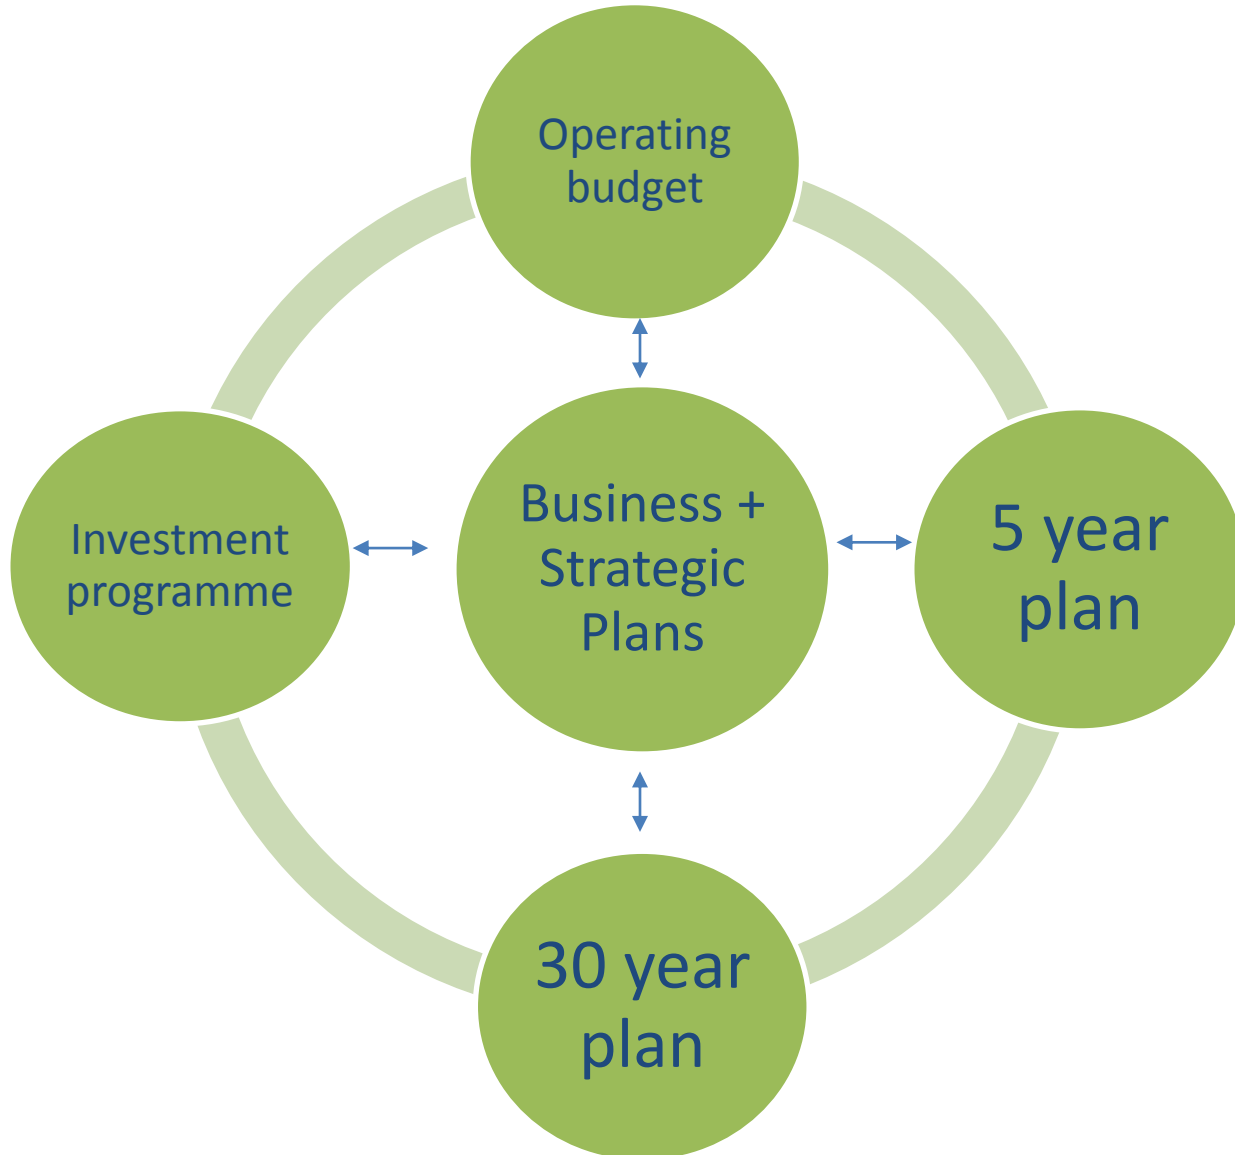 Operating
budget
Investment
programme
Business +
Strategic
Plans
5 year
plan
30 year
plan